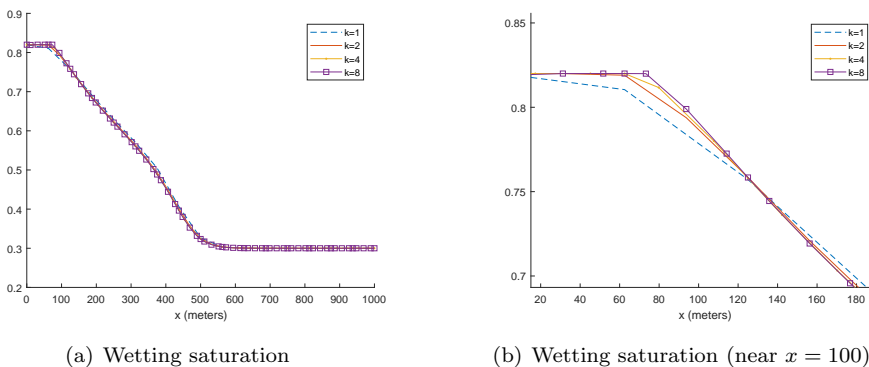 0.9
0.8
0.7
0.6
0.5
0.4
0.3
0.2
0 100 200 300 400 500 600 700 800 900 1000
x (meters)
k=1
k=2
k=4
k=8
(a) Wetting saturation
0.85
0.8
0.75
0.7
20 40 60 80 100 120 140 160 180
x (meters)
k=1
k=2
k=4
k=8
(b) Wetting saturation (near x = 100)